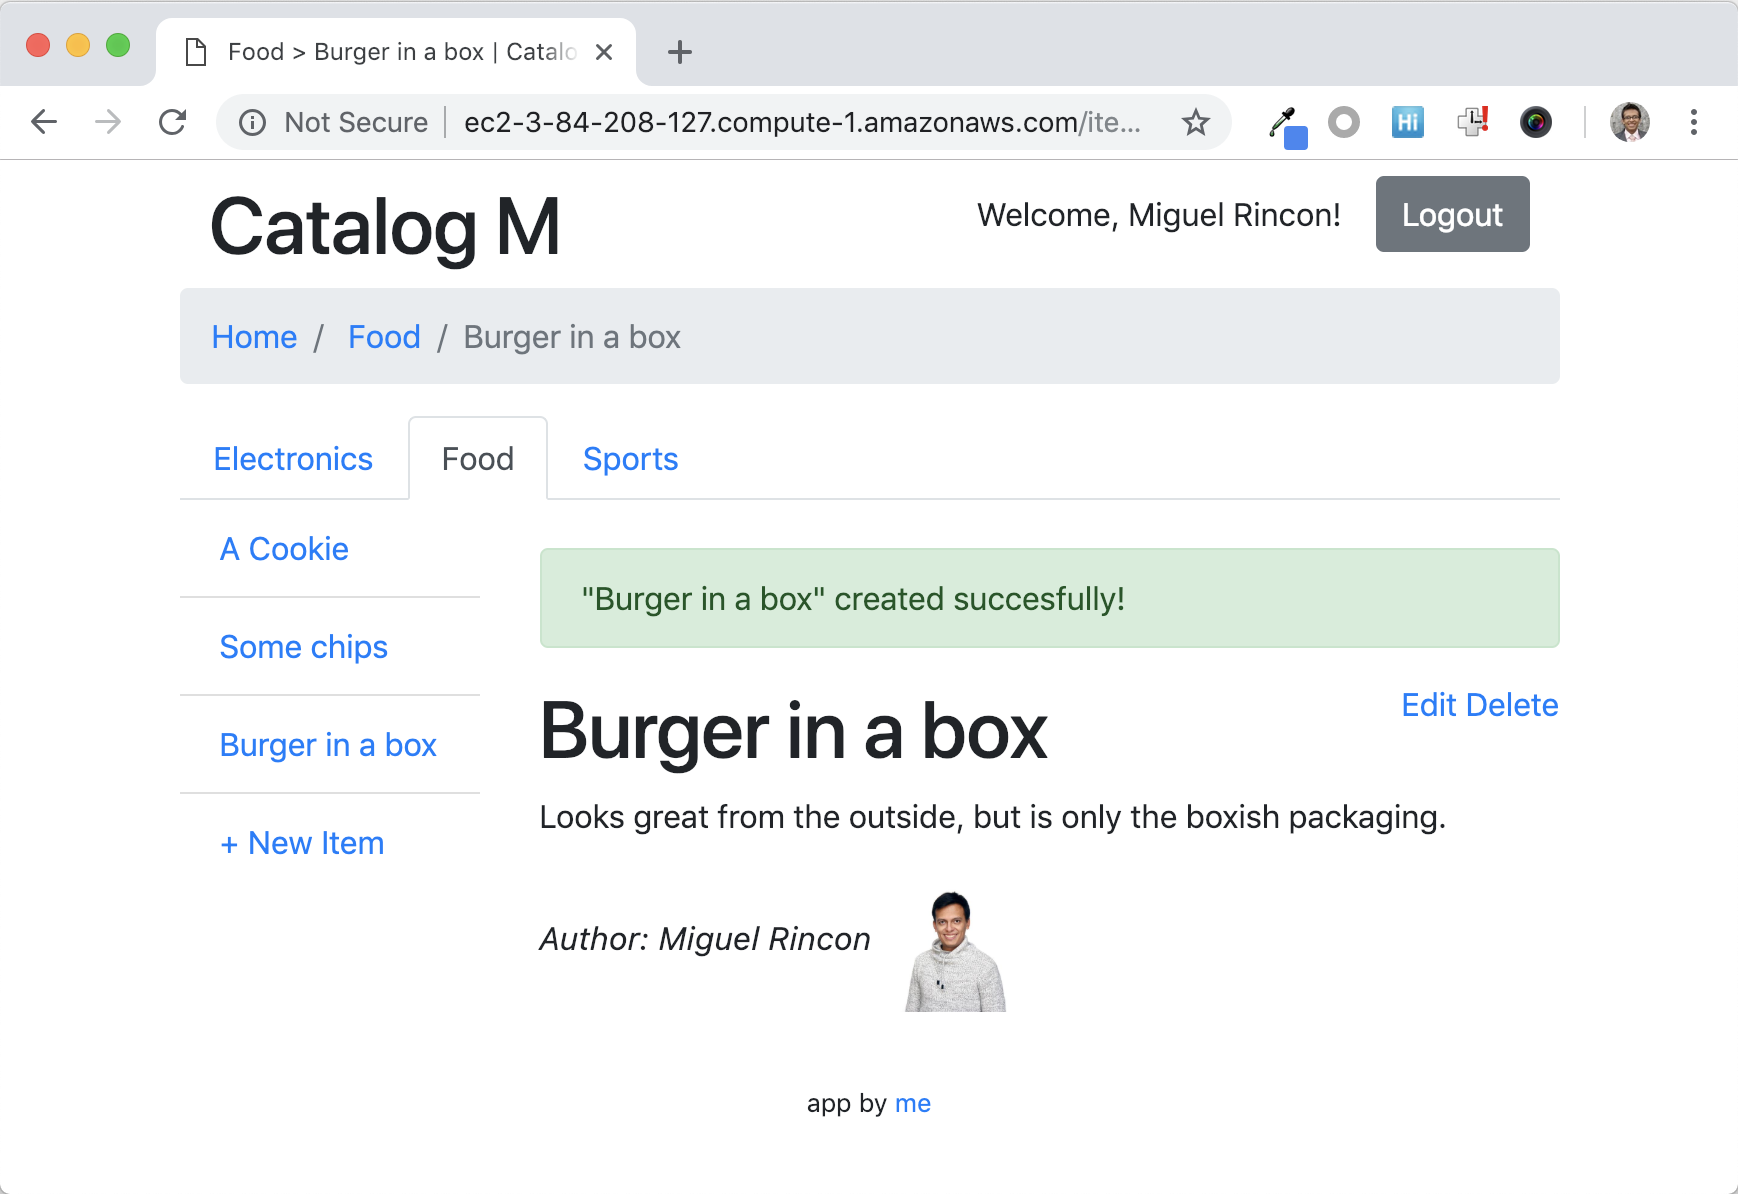 Food > Burger in a box | Catalo
Not Secure ec2-3-84-208-127.compute-1.amazonaws.com/ite...
Hi
Catalog M
Welcome, Miguel Rincon!
Logout
Home / Food / Burger in a box
Electronics Food Sports
A Cookie
Some chips
Burger in a box
+ New Item
"Burger in a box" created succesfully!
Burger in a box
Edit Delete
Looks great from the outside, but is only the boxish packaging.
Author: Miguel Rincon
app by me